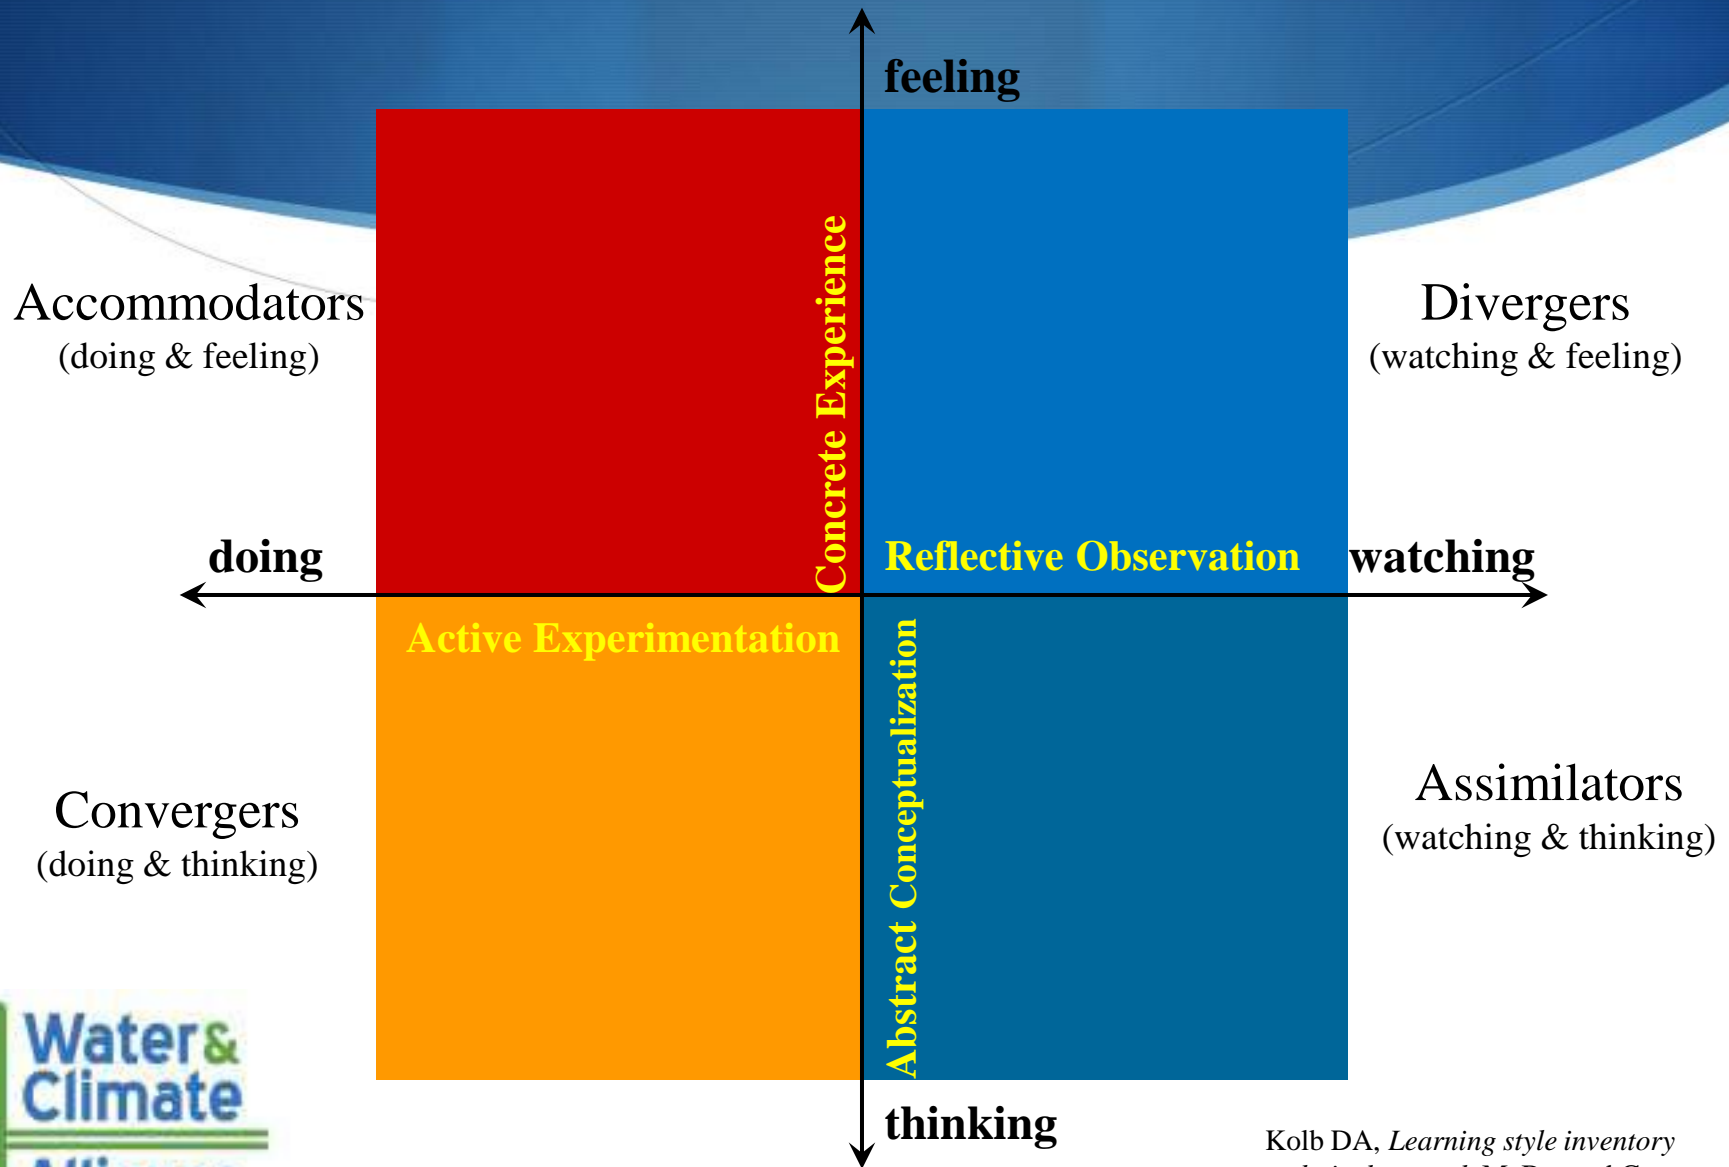 feeling
Concrete Experience
Accommodators
(doing & feeling)
Divergers
(watching & feeling)
doing
Reflective Observation
watching
Active Experimentation
Abstract Conceptualization
Convergers
(doing & thinking)
Assimilators
(watching & thinking)
Water&
Climate
thinking
Kolb DA, Learning style inventory